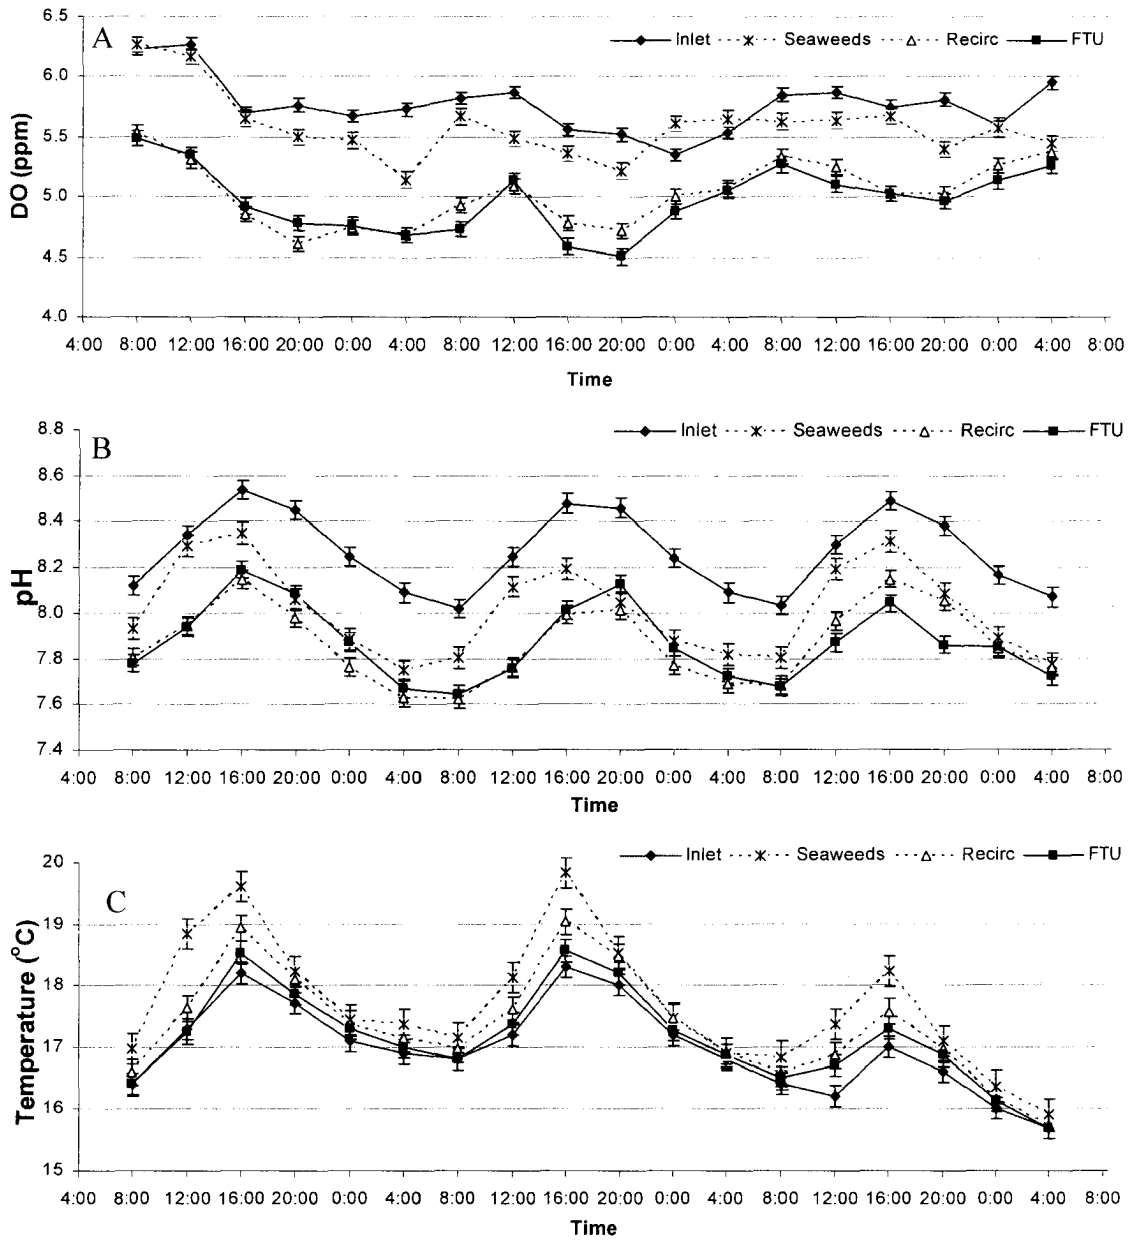 6.5
A
Inlet Seaweeds Recirc FTU
6.0
5.5
5.0
4.5
4.0
DO (ppm)
4:00 8:00 12:00 16:00 20:00 0:00 4:00 8:00 12:00 16:00 20:00 0:00 4:00 8:00 12:00 16:00 20:00 0:00 4:00 8:00
Time
8.8
B
Inlet Seaweeds Recirc FTU
8.6
8.4
8.2
8.0
7.8
7.6
7.4
pH
4:00 8:00 12:00 16:00 20:00 0:00 4:00 8:00 12:00 16:00 20:00 0:00 4:00 8:00 12:00 16:00 20:00 0:00 4:00 8:00
Time
20
Inlet Seaweeds Recirc FTU
C
19
18
17
16
15
Temperature (°C)
4:00 8:00 12:00 16:00 20:00 0:00 4:00 8:00 12:00 16:00 20:00 0:00 4:00 8:00 12:00 16:00 20:00 0:00 4:00 8:00
Time